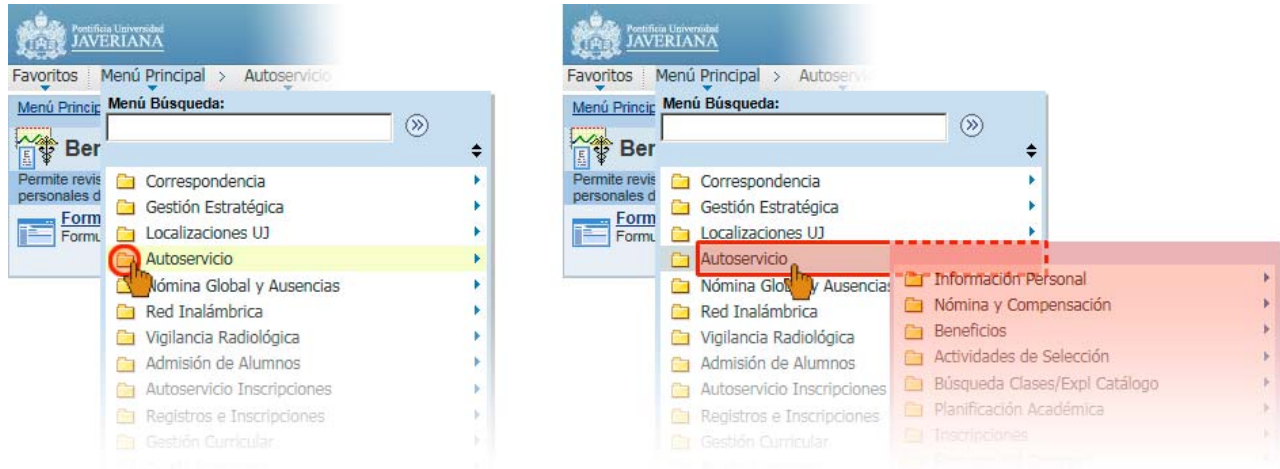 Pontificia Universidad
JAVERIANA
Favoritos Menú Principal > Autoservicio
Menú Princip
Menú Búsqueda:
Ber
Permite revis
personales d
Form
Formu
Correspondencia
Gestión Estratégica
Localizaciones UJ
Autoservicio
Nómina Global y Ausencias
Red Inalámbrica
Vigilancia Radiológica
Admisión de Alumnos
Autoservicio Inscripciones
Registros e Inscripciones
Gestión Curricular
Pontificia Universidad
JAVERIANA
Favoritos Menú Principal > Autoservi
Menú Princip
Menú Búsqueda:
Ber
Permite revis
personales d
Form
Formu
Correspondencia
Gestión Estratégica
Localizaciones UJ
Autoservicio
Nómina Global y Ausencias
Red Inalámbrica
Vigilancia Radiológica
Admisión de Alumnos
Autoservicio Inscripciones
Registros e Inscripciones
Gestión Curricular
Información Personal
Nómina y Compensación
Beneficios
Actividades de Selección
Búsqueda Clases/Expl Catálogo
Planificación Académica
Inscripciones